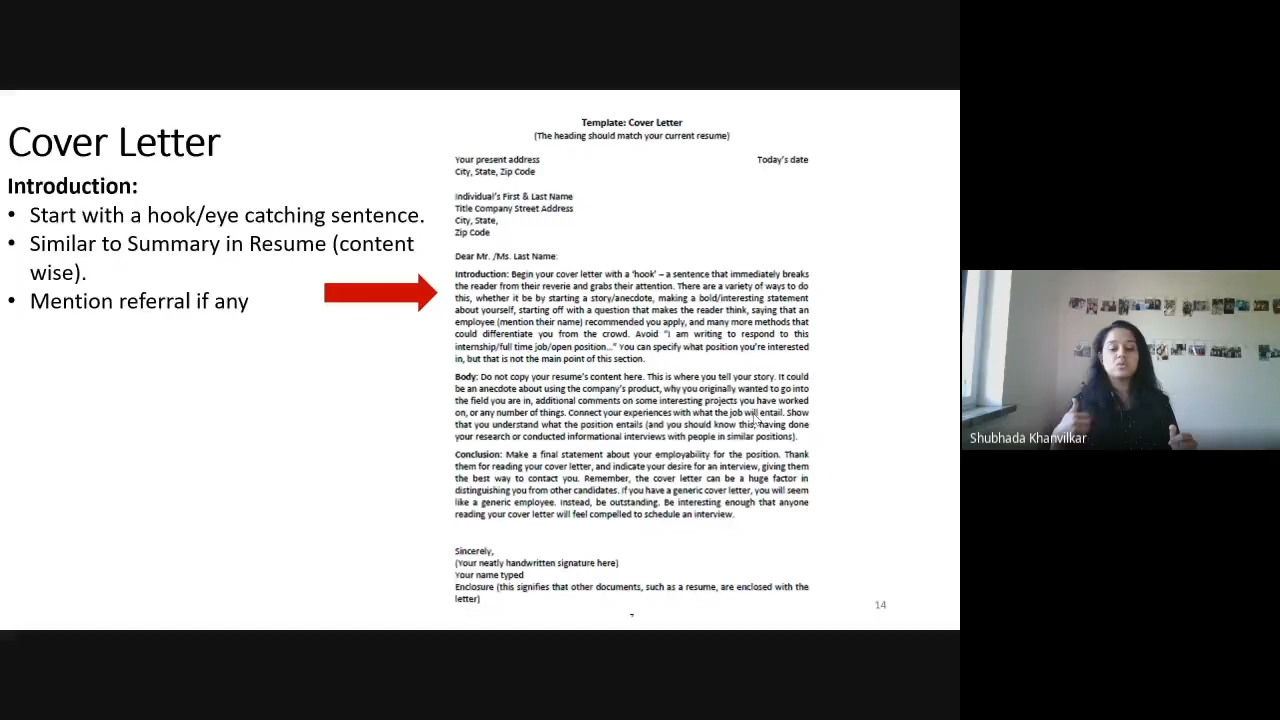 Cover Letter
Introduction:
• Start with a hook/eye catching sentence.
• Similar to Summary in Resume (content
wise).
• Mention referral if any
Template: Cover Letter
(The heading should match your current resume)
Your present address Today's date
City, State, Zip Code
Individual's First & Last Name
Title Company Street Address
City, State,
Zip Code
Dear Mr. /Ms. Last Name:
Introduction: Begin your cover letter with a 'hook' – a sentence that immediately breaks
the reader from their reverie and grabs their attention. There are a variety of ways to do
this, whether it be by starting a story/anecdote, making a bold/interesting statement
about yourself, starting off with a question that makes the reader think, saying that an
employee (mention their name) recommended you apply, and many more methods that
could differentiate you from the crowd. Avoid "I am writing to respond to this
internship/full time job/open position..." You can specify what position you're interested
in, but that is not the main point of this section.
Body: Do not copy your resume's content here. This is where you tell your story. It could
be an anecdote about using the company's product, why you originally wanted to go into
the field you are in, additional comments on some interesting projects you have worked
on, or any number of things. Connect your experiences with what the job will entail. Show
that you understand what the position entails (and you should know this, having done
your research or conducted informational interviews with people in similar positions).
Conclusion: Make a final statement about your employability for the position. Thank
them for reading your cover letter, and indicate your desire for an interview, giving them
the best way to contact you. Remember, the cover letter can be a huge factor in
distinguishing you from other candidates. If you have a generic cover letter, you will seem
like a generic employee. Instead, be outstanding. Be interesting enough that anyone
reading your cover letter will feel compelled to schedule an interview.
Sincerely,
(Your neatly handwritten signature here)
Your name typed
Enclosure (this signifies that other documents, such as a resume, are enclosed with the
letter)
14
Shubhada Khanvilkar